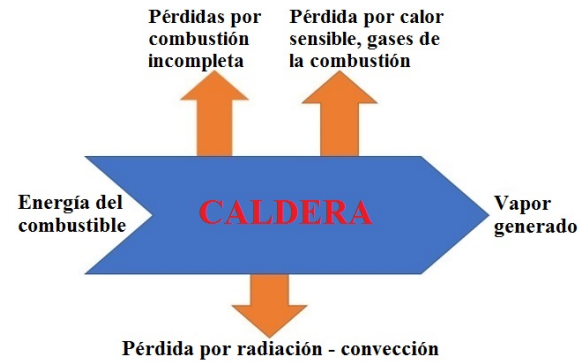 Pérdidas por
combustión
incompleta
Pérdida por calor
sensible, gases de
la combustión
Energía del
combustible
CALDERA
Vapor
generado
Pérdida por radiación - convección